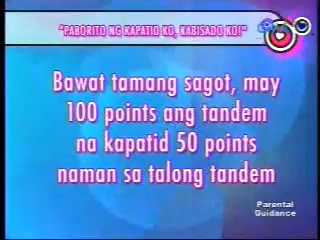 "PABORITO NG KAPATID KO, KABISADO KO!"
Bawat tamang sagot, may
100 points ang tandem
na kapatid 50 points
naman sa talong tandem
Parental
Guidance